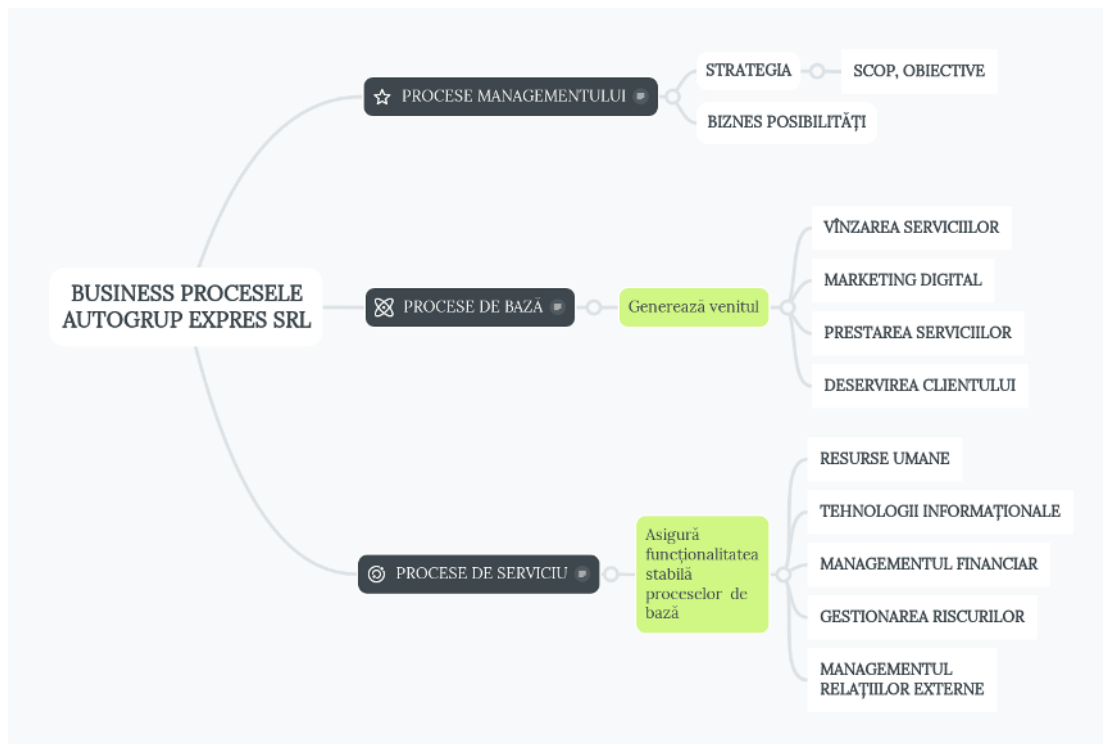 BUSINESS PROCESELE
AUTOGRUP EXPRES SRL
PROCESE MANAGEMENTULUI
STRATEGIA
SCOP, OBIECTIVE
BIZNES POSIBILITĂȚI
PROCESE DE BAZĂ
Generează venitul
VÎNZAREA SERVICIILOR
MARKETING DIGITAL
PRESTAREA SERVICIILOR
DESERVIREA CLIENTULUI
PROCESE DE SERVICIU
Asigură
funcționalitatea
stabilă
proceselor de
bază
RESURSE UMANE
TEHNOLOGII INFORMAȚIONALE
MANAGEMENTUL FINANCIAR
GESTIONAREA RISCURILOR
MANAGEMENTUL
RELAȚIILOR EXTERNE